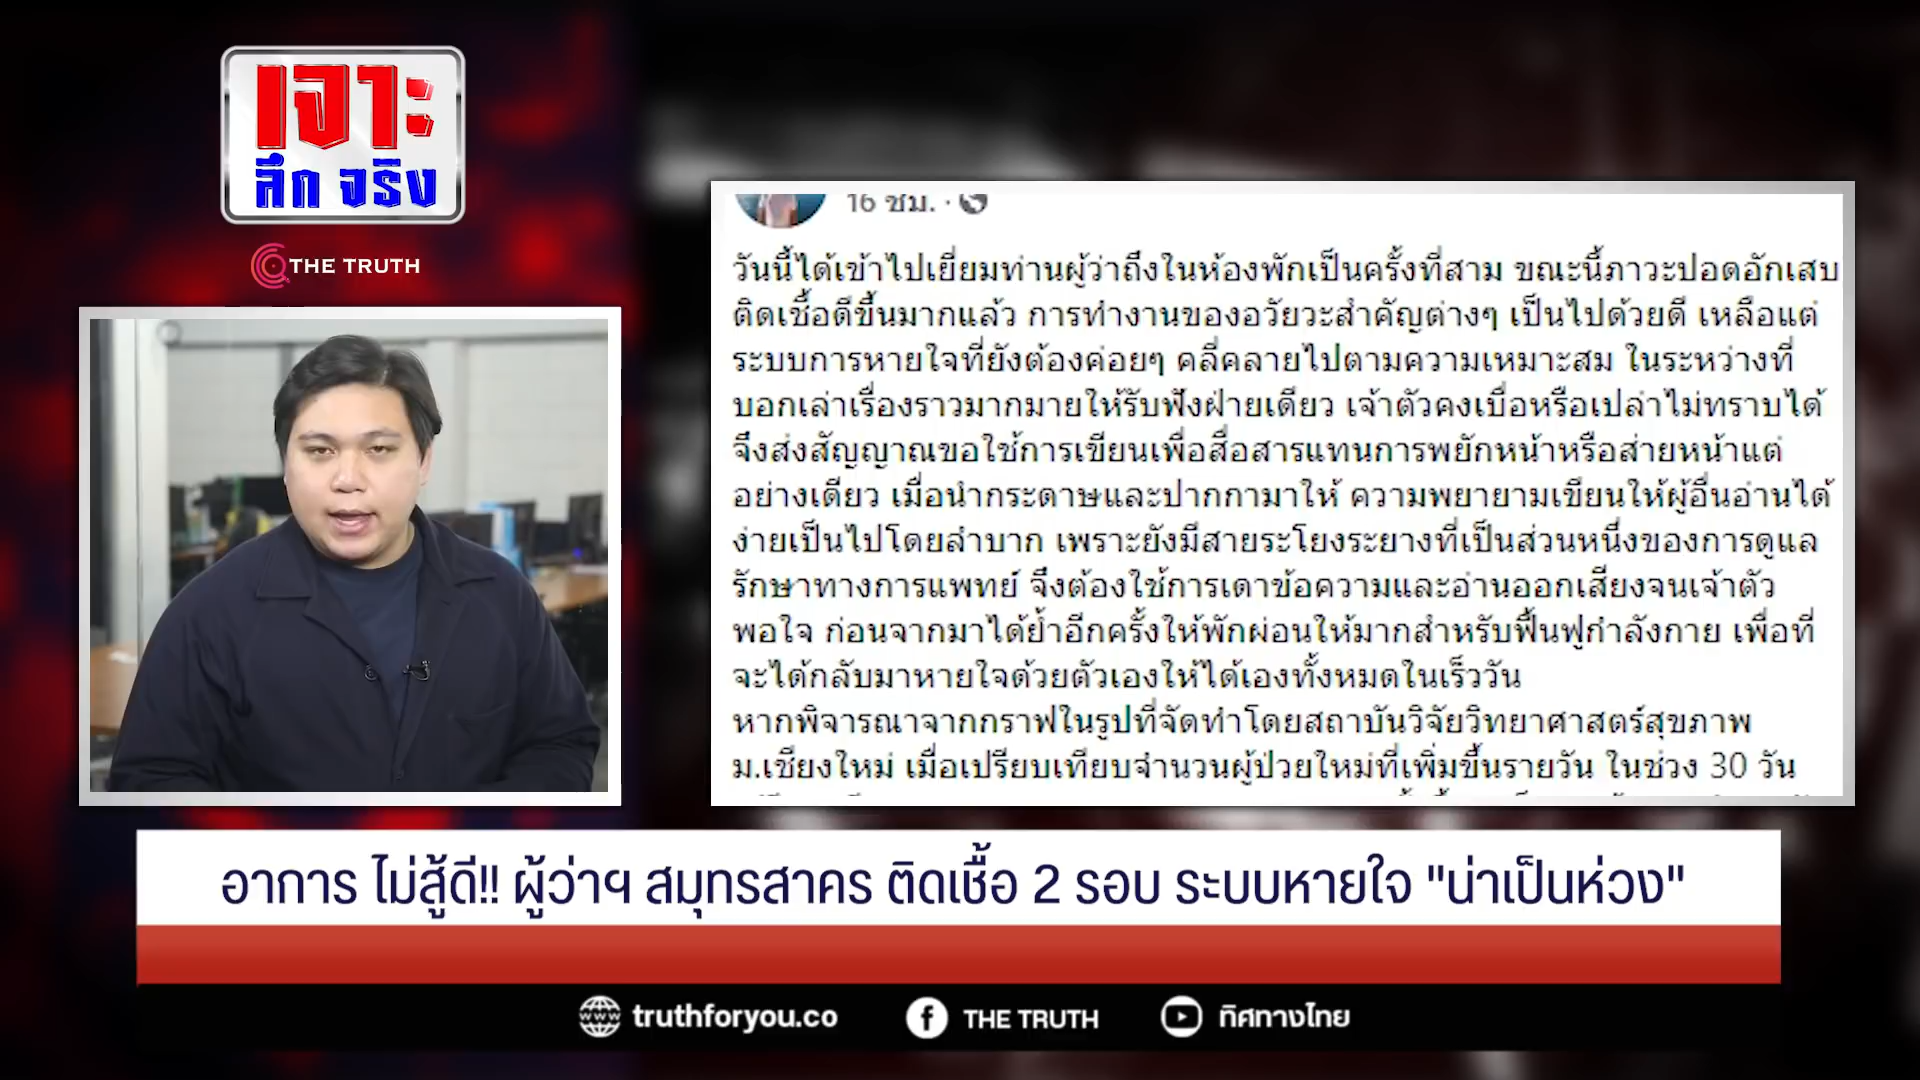 เจาะ
ลึก จริง
THE TRUTH
16 ชม. ·
วันนี้ได้เข้าไปเยี่ยมท่านผู้ว่าถึงในห้องพักเป็นครั้งที่สาม ขณะนี้ภาวะปอดอักเสบ
ติดเชื้อดีขึ้นมากแล้ว การทำงานของอวัยวะสำคัญต่างๆ เป็นไปด้วยดี เหลือแต่
ระบบการหายใจที่ยังต้องค่อยๆ คลี่คลายไปตามความเหมาะสม ในระหว่างที่
บอกเล่าเรื่องราวมากมายให้รับฟังฝ่ายเดียว เจ้าตัวคงเบื่อหรือเปล่าไม่ทราบได้
จึงส่งสัญญาณขอใช้การเขียนเพื่อสื่อสารแทนการพยักหน้าหรือส่ายหน้าแต่
อย่างเดียว เมื่อนำกระดาษและปากกามาให้ ความพยายามเขียนให้ผู้อื่นอ่านได้
ง่ายเป็นไปโดยลำบาก เพราะยังมีสายระโยงระยางที่เป็นส่วนหนึ่งของการดูแล
รักษาทางการแพทย์ จึงต้องใช้การเดาข้อความและอ่านออกเสียงจนเจ้าตัว
พอใจ ก่อนจากมาได้ย้ำอีกครั้งให้พักผ่อนให้มากสำหรับฟื้นฟูกำลังกาย เพื่อที่
จะได้กลับมาหายใจด้วยตัวเองให้ได้เองทั้งหมดในเร็ววัน
หากพิจารณาจากกราฟในรูปที่จัดทำโดยสถาบันวิจัยวิทยาศาสตร์สุขภาพ
ม.เชียงใหม่ เมื่อเปรียบเทียบจำนวนผู้ป่วยใหม่ที่เพิ่มขึ้นรายวัน ในช่วง 30 วัน
อาการ ไม่สู้ดี!! ผู้ว่าฯ สมุทรสาคร ติดเชื้อ 2 รอบ ระบบหายใจ "น่าเป็นห่วง"
www truthforyou.co
THE TRUTH
ทิศทางไทย